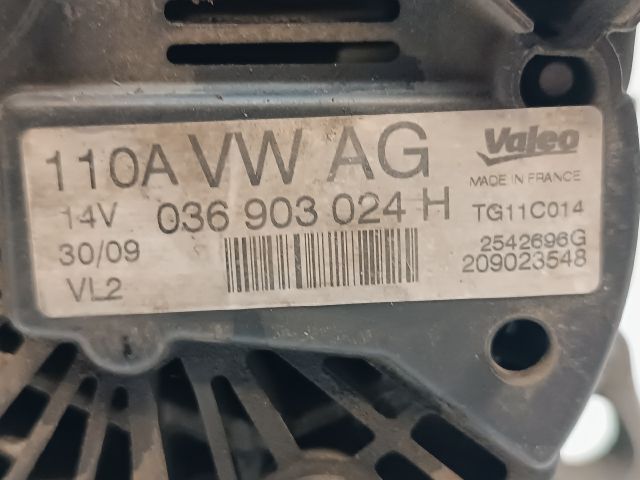 110A VW AG
14V 036 903 024 H
30/09
VL2
Valeo
MADE IN FRANCE
TG11C014
2542696G
209023548